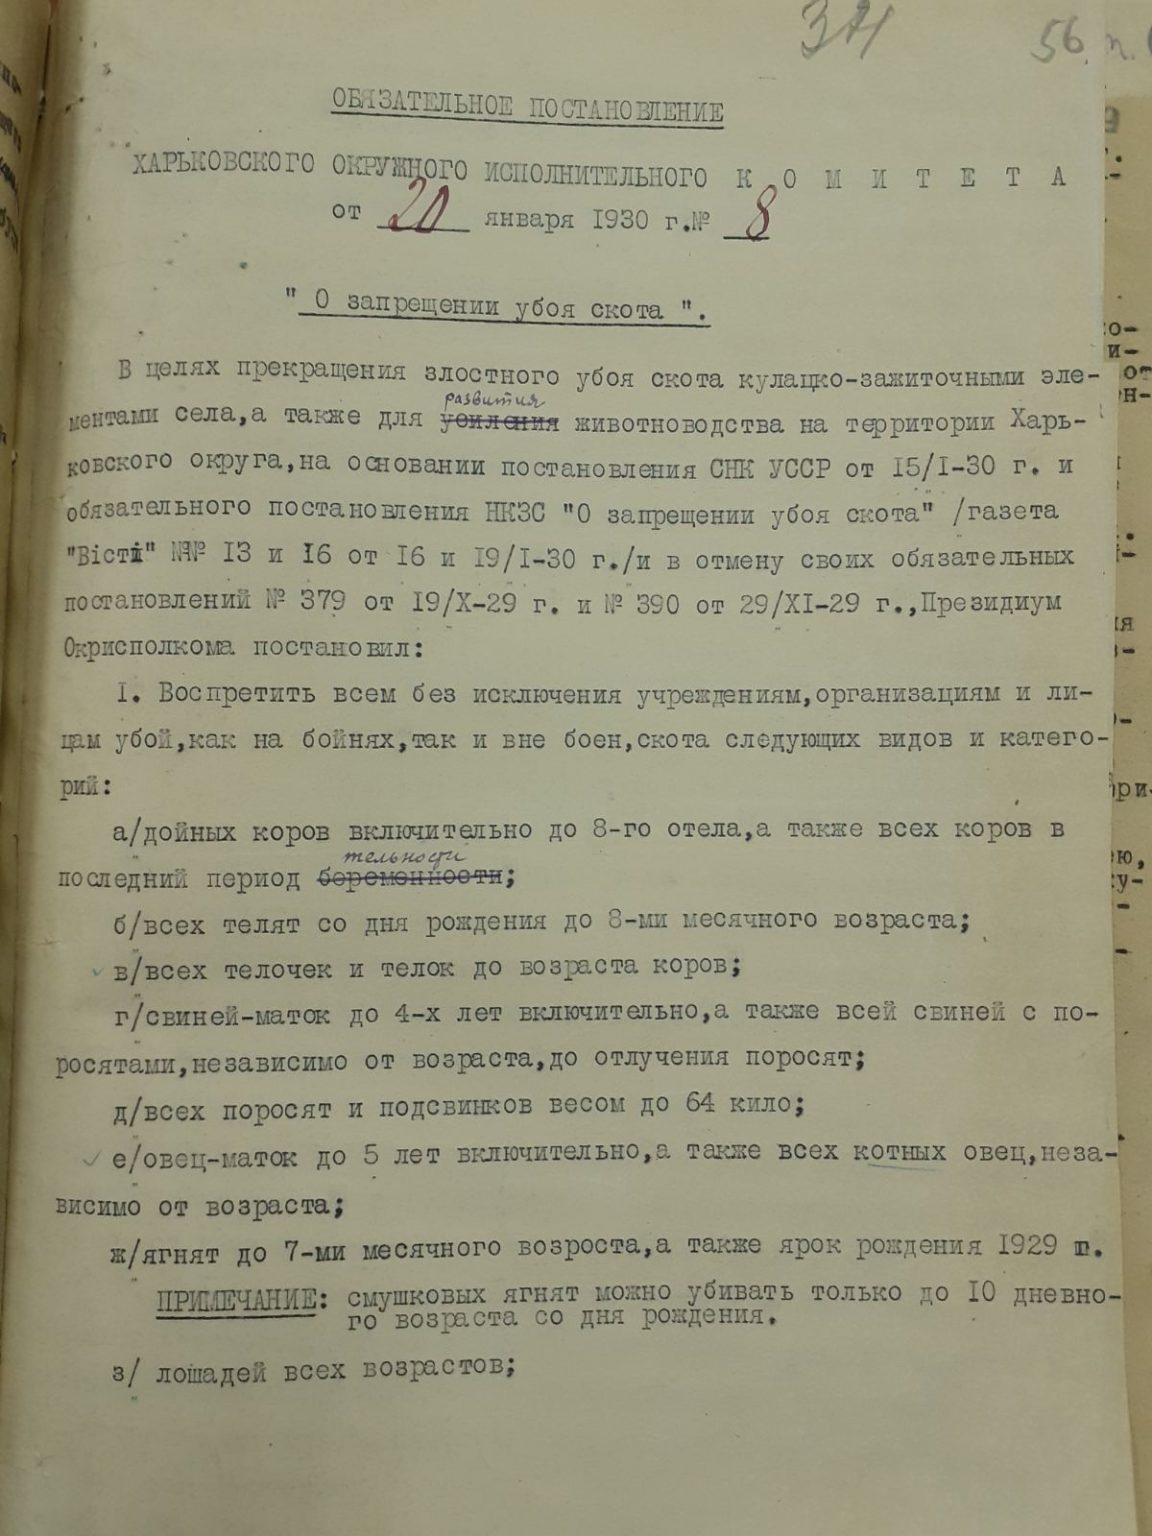 56
ОБЯЗАТЕЛЬНОЕ ПОСТАНОВЛЕНИЕ
ХАРЬКОВСКОГО ОКРУЖНОГО ИСПОЛНИТЕЛЬНОГО К О М И Т Е Т А
от 20 января 1930 г.№ 8
" О запрещении убоя скота ".
В целях прекращения злостного убоя скота кулацко-зажиточными эле-
развития
ментами села,а также для усиления животноводства на территории Харь-
ковского округа,на основании постановления СНК УССР от 15/I-30 г. и
обязательного постановления НКЗС "О запрещении убоя скота" /газета
"Вістi" №№ 13 и 16 от 16 и 19/I-30 г./и в отмену своих обязательных
постановлений № 379 от 19/X-29 г. и № 390 от 29/XI-29 г.,Президиум
Окрисполкома постановил:
I. Воспретить всем без исключения учреждениям,организациям и ли-
цам убой,как на бойнях,так и вне боен,скота следующих видов и катего-
рий:
а/дойных коров включительно до 8-го отела,а также всех коров в
тельности
последний период беременности;
б/всех телят со дня рождения до 8-ми месячного возраста;
в/всех телочек и телок до возраста коров;
г/свиней-маток до 4-х лет включительно,а также всей свиней с по-
росятами,независимо от возраста,до отлучения поросят;
д/всех поросят и подсвинков весом до 64 кило;
е/овец-маток до 5 лет включительно,а также всех котных овец,неза-
висимо от возраста;
ж/ягнят до 7-ми месячного возроста,а также ярок рождения 1929 г.
ПРИМЕЧАНИЕ: смушковых ягнят можно убивать только до 10 дневно-
го возраста со дня рождения.
з/ лошадей всех возрастов;